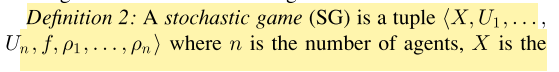 Definition 2: A stochastic game (SG) is a tuple ⟨X, U₁, . . . ,
Uₙ, f, ρ₁, . . . , ρₙ⟩ where n is the number of agents, X is the